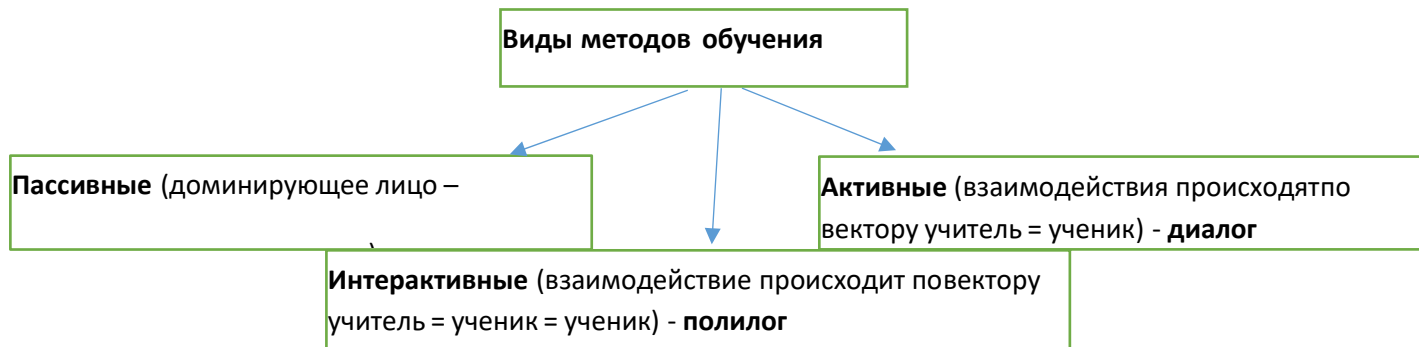 Виды методов обучения
Пассивные (доминирующее лицо –
Активные (взаимодействия происходятпо
вектору учитель = ученик) - диалог
Интерактивные (взаимодействие происходит повектору
учитель = ученик = ученик) - полилог